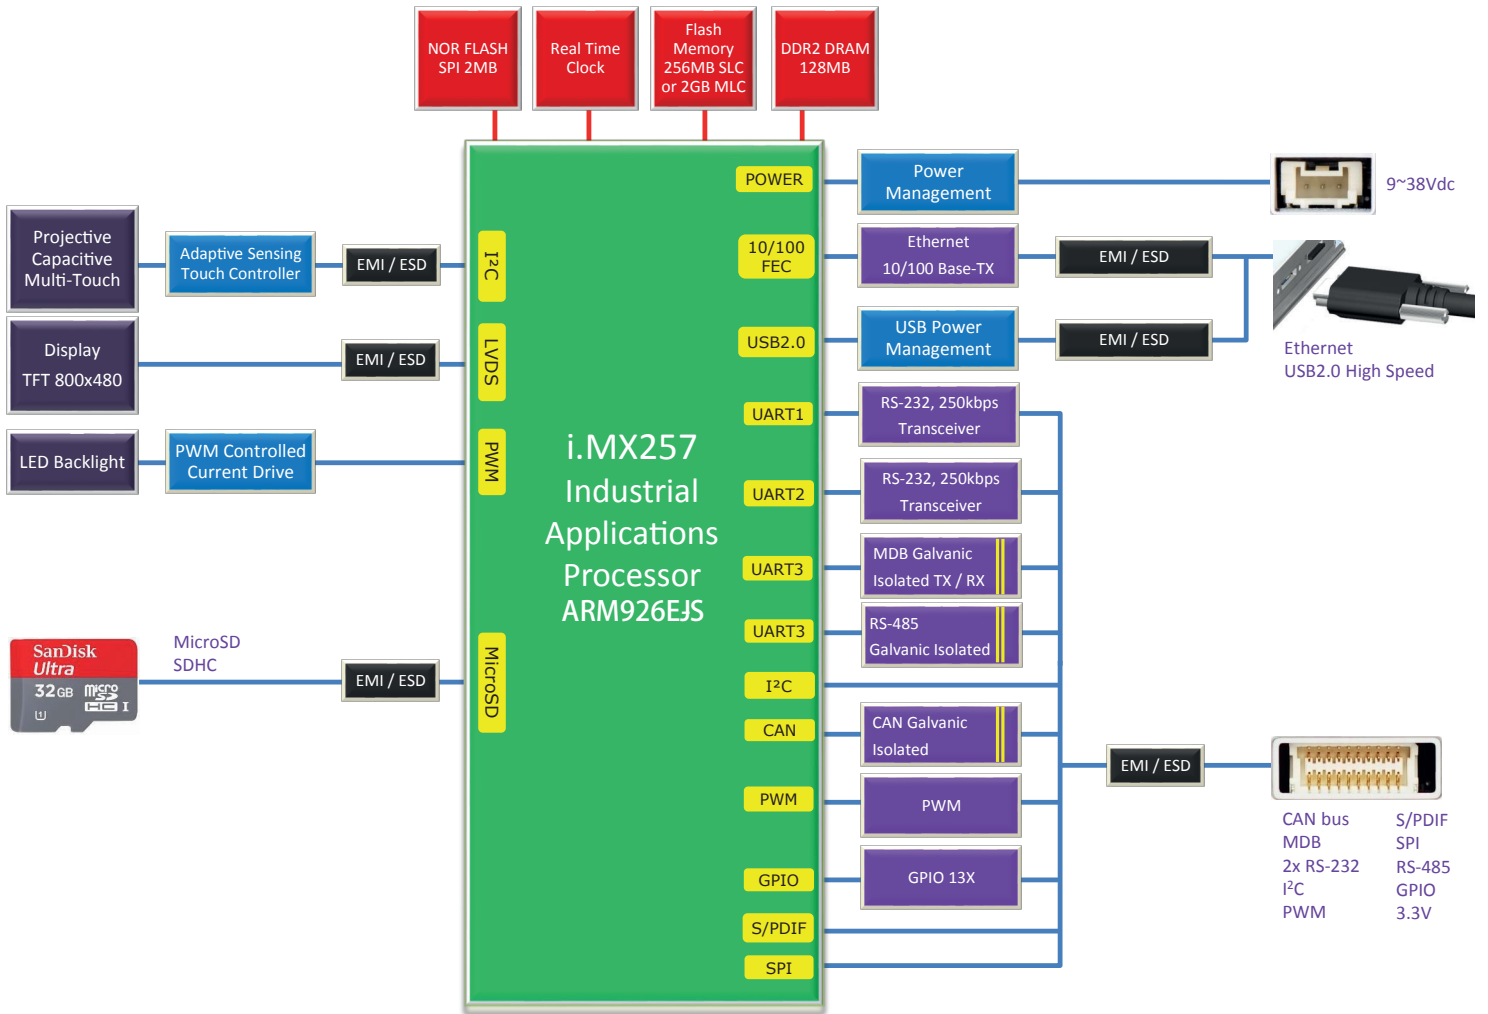 NOR FLASH
SPI 2MB
Real Time
Clock
Flash
Memory
256MB SLC
or 2GB MLC
DDR2 DRAM
128MB
Projective
Capacitive
Multi-Touch
Adaptive Sensing
Touch Controller
EMI / ESD
I²C
Display
TFT 800x480
EMI / ESD
LVDS
LED Backlight
PWM Controlled
Current Drive
PWM
SanDisk
Ultra
32GB
micro
SD
HC I
1
MicroSD
SDHC
EMI / ESD
MicroSD
i.MX257
Industrial
Applications
Processor
ARM926EJS
POWER
Power
Management
9~38Vdc
10/100
FEC
Ethernet
10/100 Base-TX
EMI / ESD
USB2.0
USB Power
Management
EMI / ESD
Ethernet
USB2.0 High Speed
UART1
RS-232, 250kbps
Transceiver
UART2
RS-232, 250kbps
Transceiver
UART3
MDB Galvanic
Isolated TX / RX
UART3
RS-485
Galvanic Isolated
I²C
CAN
CAN Galvanic
Isolated
PWM
PWM
GPIO
GPIO 13X
S/PDIF
SPI
EMI / ESD
CAN bus
MDB
2x RS-232
I²C
PWM
S/PDIF
SPI
RS-485
GPIO
3.3V